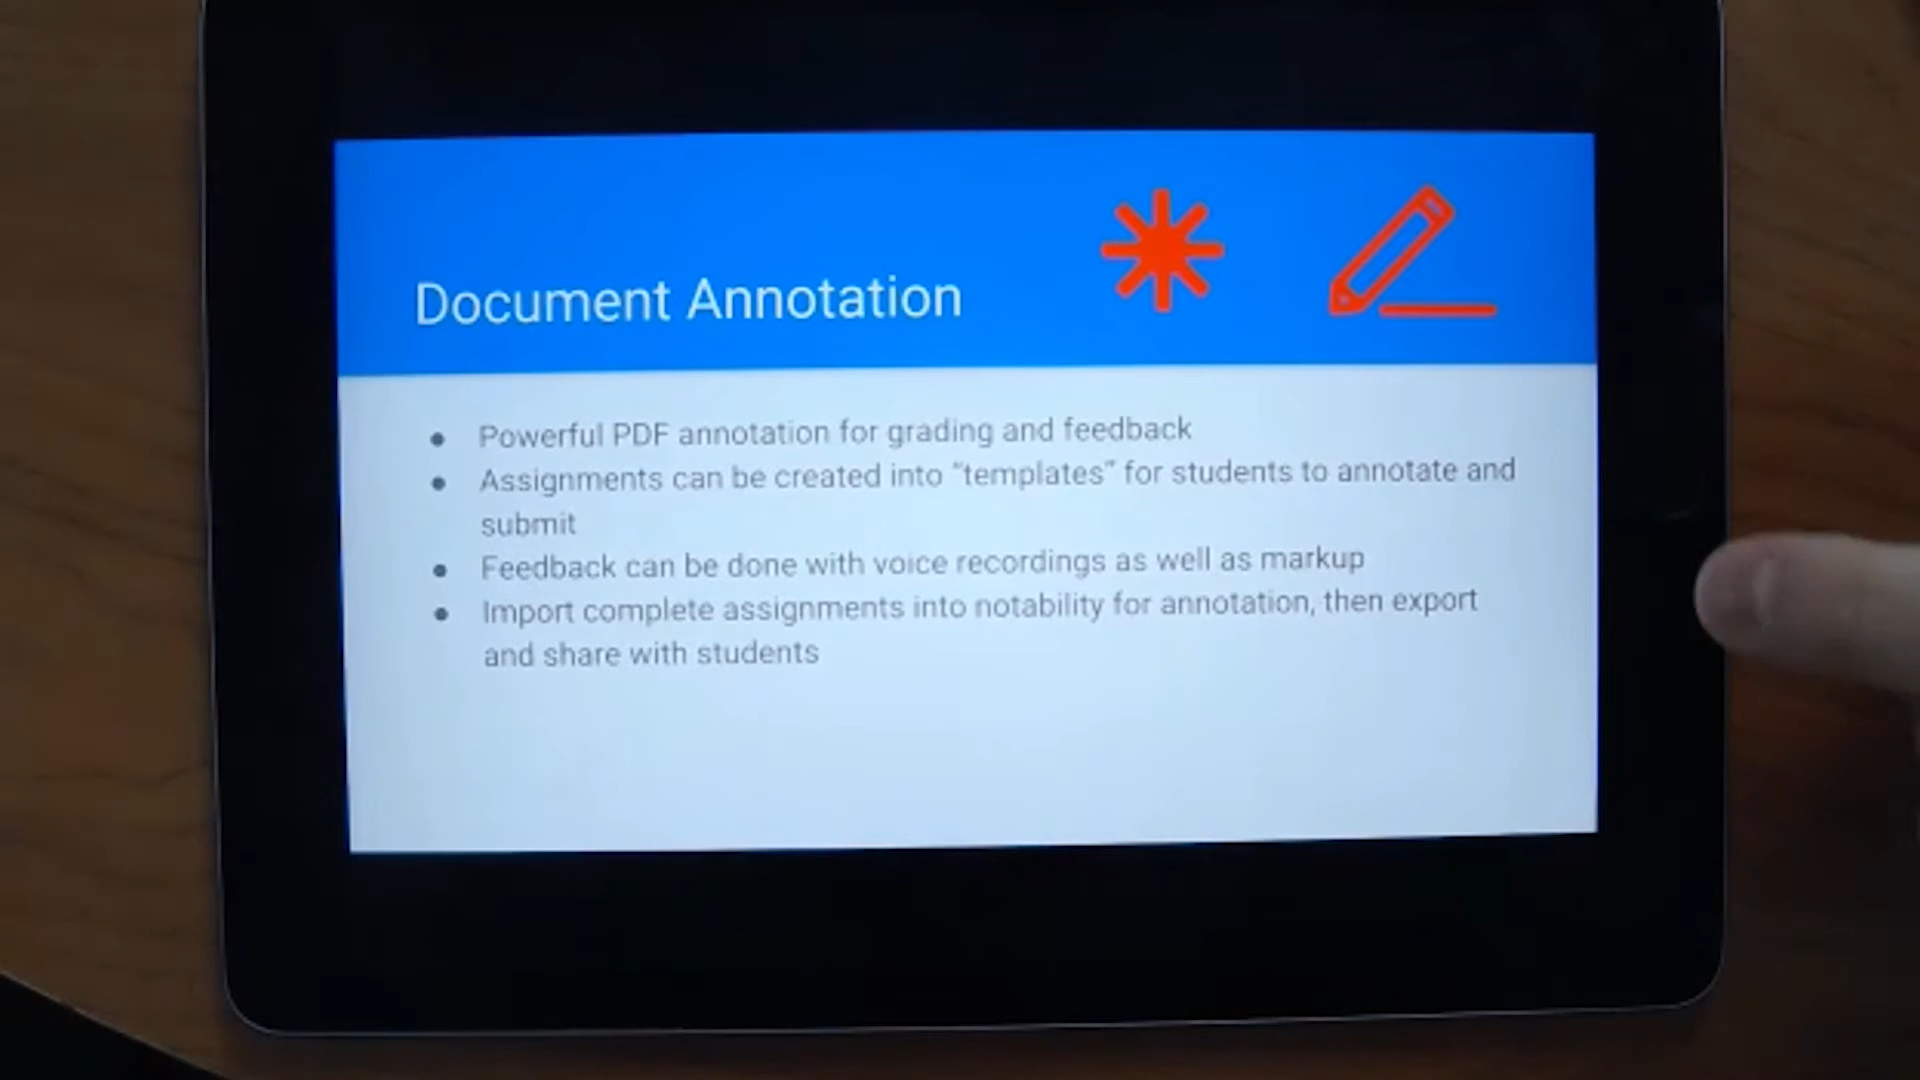 Document Annotation
● Powerful PDF annotation for grading and feedback
● Assignments can be created into “templates” for students to annotate and
submit
● Feedback can be done with voice recordings as well as markup
● Import complete assignments into notability for annotation, then export
and share with students